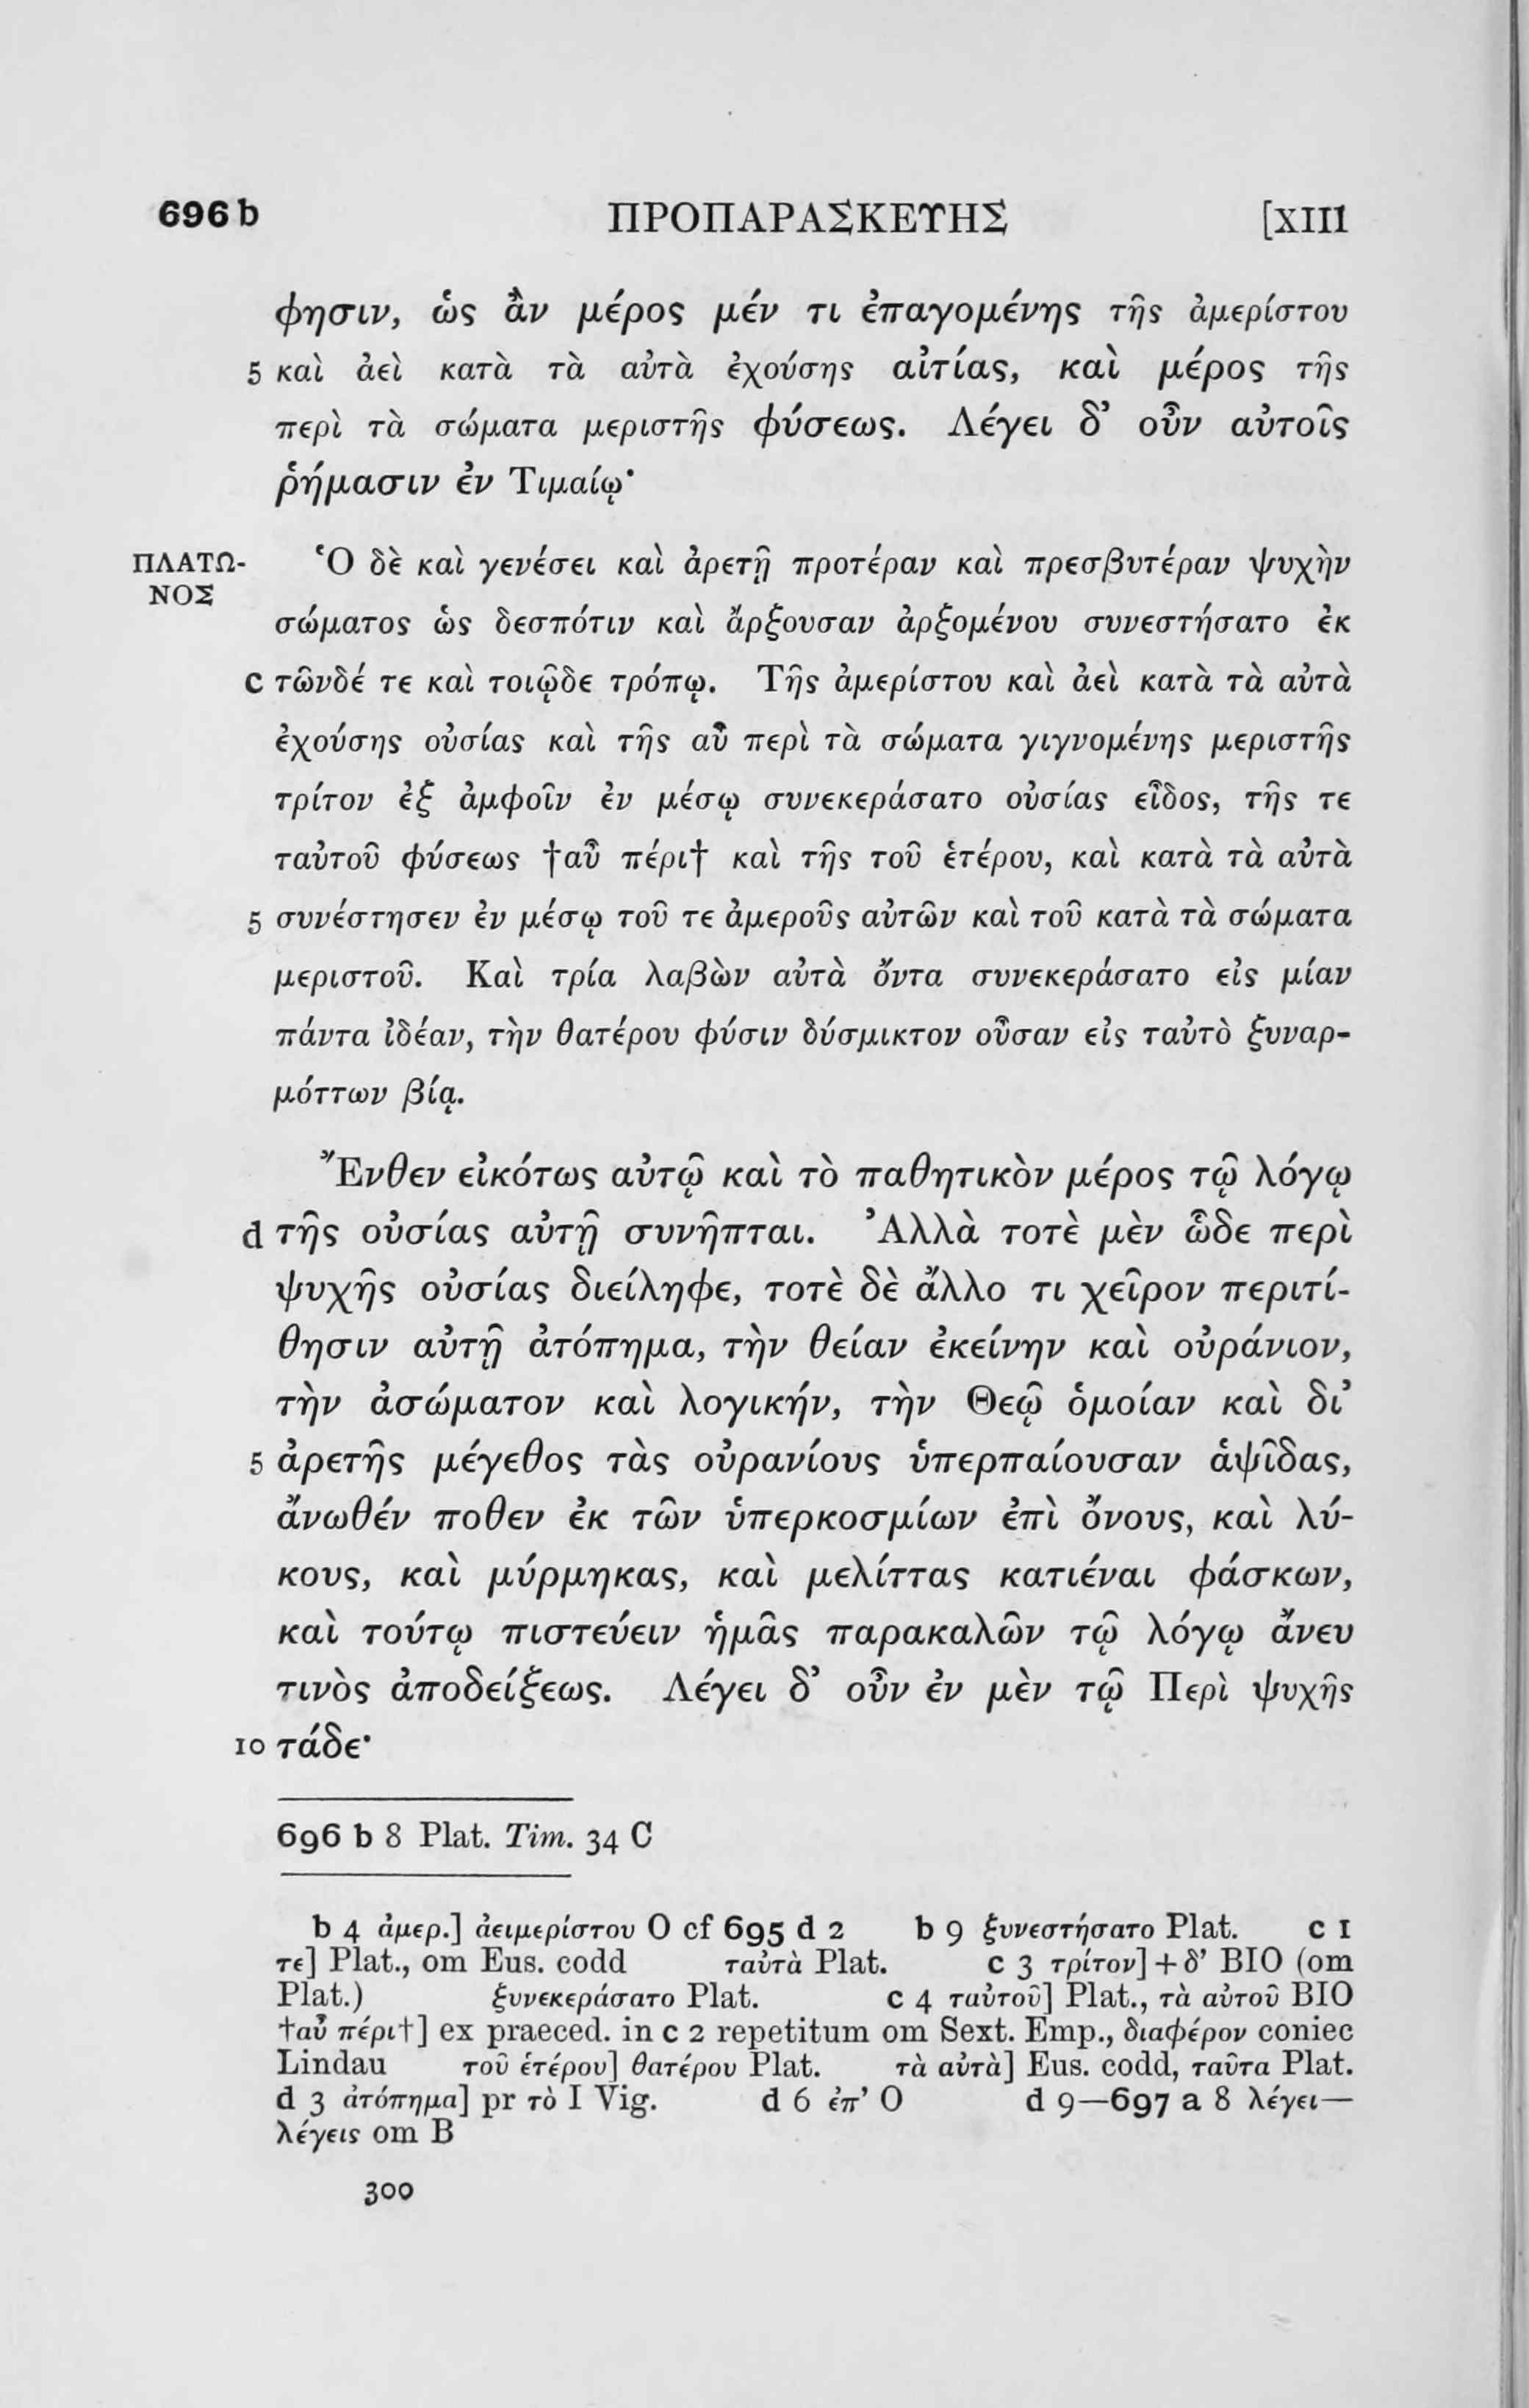 696 b ΠΡΟΠΑΡΑΣΚΕΥΗΣ [XIII
φησιν, ὡς ἂν μέρος μέν τι ἐπαγομένης τῆς ἀμερίστου
5 καὶ ἀεὶ κατὰ τὰ αὐτὰ ἐχούσης αἰτίας, καὶ μέρος τῆς
περὶ τὰ σώματα μεριστῆς φύσεως. Λέγει δ’ οὖν αὐτοῖς
ῥήμασιν ἐν Τιμαίῳ·
ΠΛΑΤΩ- Ὁ δὲ καὶ γενέσει καὶ ἀρετῇ προτέραν καὶ πρεσβυτέραν ψυχὴν
ΝΟΣ
σώματος ὡς δεσπότιν καὶ ἄρξουσαν ἀρξομένου συνεστήσατο ἐκ
c τῶνδέ τε καὶ τοιῷδε τρόπῳ. Τῆς ἀμερίστου καὶ ἀεὶ κατὰ τὰ αὐτὰ
ἐχούσης οὐσίας καὶ τῆς αὖ περὶ τὰ σώματα γιγνομένης μεριστῆς
τρίτον ἐξ ἀμφοῖν ἐν μέσῳ συνεκεράσατο οὐσίας εἶδος, τῆς τε
ταὐτοῦ φύσεως †αὖ πέρι† καὶ τῆς τοῦ ἑτέρου, καὶ κατὰ τὰ αὐτὰ
5 συνέστησεν ἐν μέσῳ τοῦ τε ἀμεροῦς αὐτῶν καὶ τοῦ κατὰ τὰ σώματα
μεριστοῦ. Καὶ τρία λαβὼν αὐτὰ ὄντα συνεκεράσατο εἰς μίαν
πάντα ἰδέαν, τὴν θατέρου φύσιν δύσμικτον οὖσαν εἰς ταὐτὸ ξυναρ-
μόττων βίᾳ.
Ἔνθεν εἰκότως αὐτῷ καὶ τὸ παθητικὸν μέρος τῷ λόγῳ
d τῆς οὐσίας αὐτῇ συνῆπται. Ἀλλὰ τοτὲ μὲν ὧδε περὶ
ψυχῆς οὐσίας διείληφε, τοτὲ δὲ ἄλλο τι χεῖρον περιτί-
θησιν αὐτῇ ἀτόπημα, τὴν θείαν ἐκείνην καὶ οὐράνιον,
τὴν ἀσώματον καὶ λογικήν, τὴν Θεῷ ὁμοίαν καὶ δι’
5 ἀρετῆς μέγεθος τὰς οὐρανίους ὑπερπαίουσαν ἁψῖδας,
ἄνωθέν ποθεν ἐκ τῶν ὑπερκοσμίων ἐπὶ ὄνους, καὶ λύ-
κους, καὶ μύρμηκας, καὶ μελίττας κατιέναι φάσκων,
καὶ τούτῳ πιστεύειν ἡμᾶς παρακαλῶν τῷ λόγῳ ἄνευ
τινὸς ἀποδείξεως. Λέγει δ’ οὖν ἐν μὲν τῷ Περὶ ψυχῆς
10 τάδε·
696 b 8 Plat. Tim. 34 C
b 4 ἀμερ.] ἀειμερίστου O cf 695 d 2 b 9 ξυνεστήσατο Plat. c 1
τε] Plat., om Eus. codd ταὐτὰ Plat. c 3 τρίτον] + δ’ BIO (om
Plat.) ξυνεκεράσατο Plat. c 4 ταὐτοῦ] Plat., τὰ αὐτοῦ BIO
†αὖ πέρι†] ex praeced. in c 2 repetitum om Sext. Emp., διαφέρον coniec
Lindau τοῦ ἑτέρου] θατέρου Plat. τὰ αὐτὰ] Eus. codd, ταῦτα Plat.
d 3 ἀτόπημα] pr τὸ I Vig. d 6 ἐπ’ O d 9—697 a 8 λέγει—
λέγεις om B
300